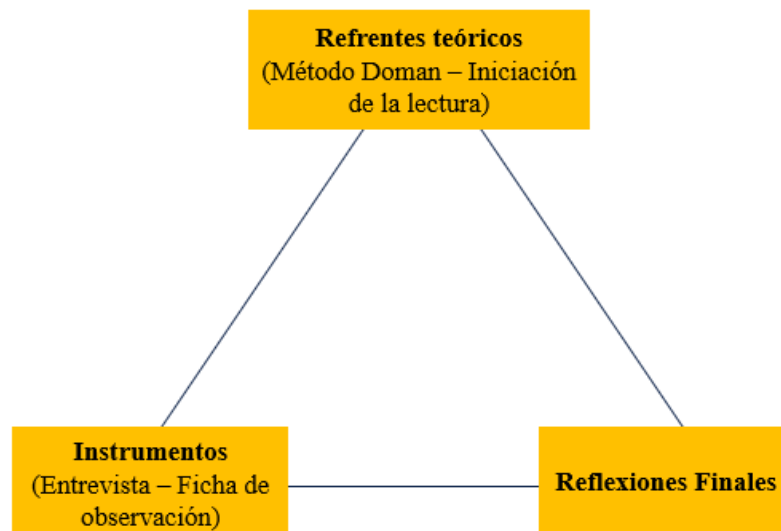 Refrentes teóricos
(Método Doman – Iniciación
de la lectura)
Instrumentos
(Entrevista – Ficha de
observación)
Reflexiones Finales